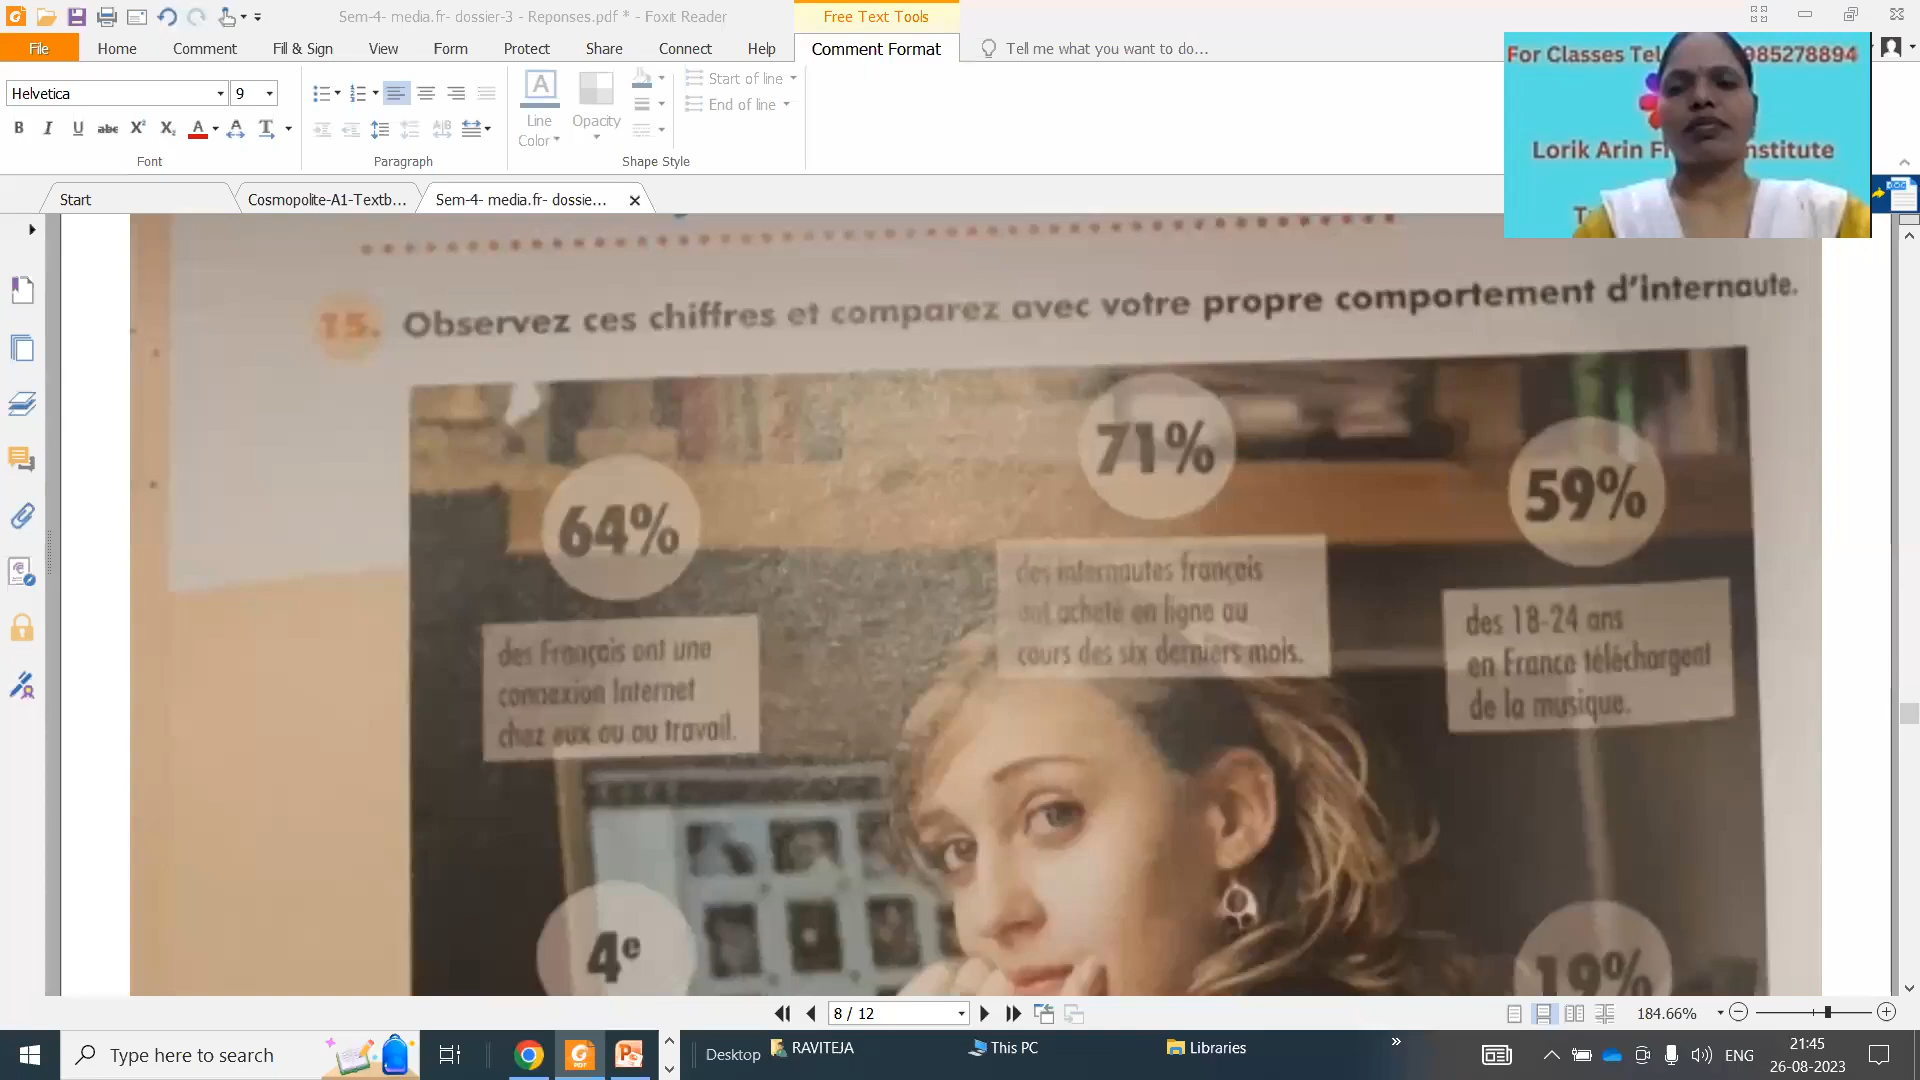 Sem-4- media.fr- dossier-3 - Reponses.pdf * - Foxit Reader
Free Text Tools
File
Home
Comment
Fill & Sign
View
Form
Protect
Share
Connect
Help
Comment Format
Tell me what you want to do...
Helvetica
9
Line
Color
Opacity
Start of line
End of line
Font
Paragraph
Shape Style
For Classes Tel
985278894
Lorik Arin
nstitute
Start
Cosmopolite-A1-Textb...
Sem-4- media.fr- dossie...
15. Observez ces chiffres et comparez avec votre propre comportement d'internaute.
64%
des Français ont une
connexion Internet
chez eux ou au travail.
71%
des internautes français
ont acheté en ligne au
cours des six derniers mois.
59%
des 18-24 ans
en France téléchargent
de la musique.
4e
19%
8 / 12
184.66%
Type here to search
Desktop
RAVITEJA
This PC
Libraries
ENG
21:45
26-08-2023